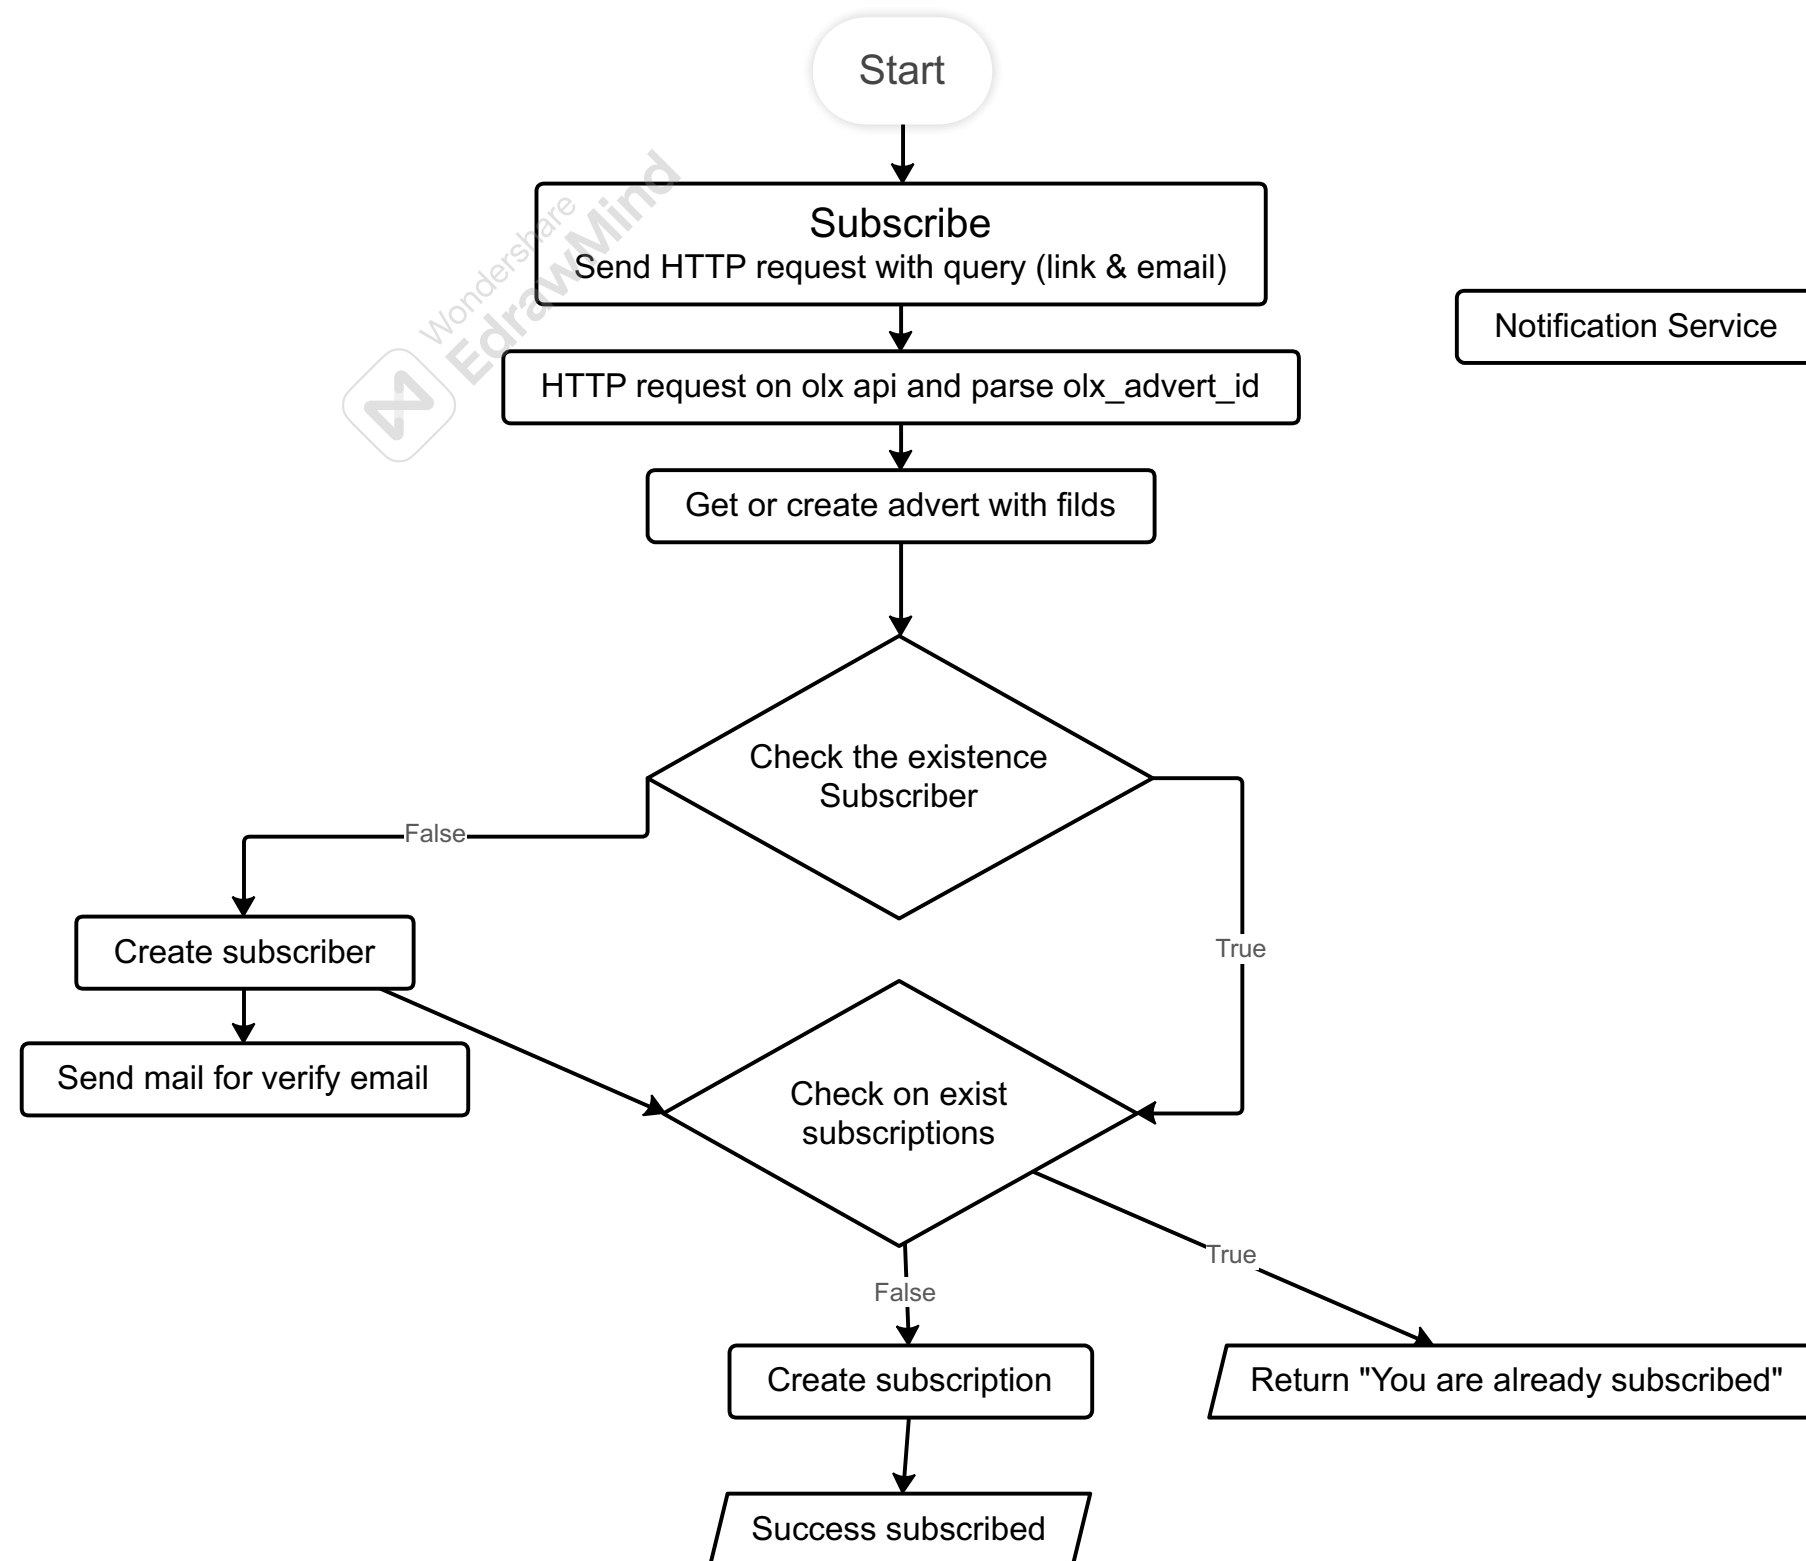 Start
Subscribe
Send HTTP request with query (link & email)
Wondershare
EdrawMind
Notification Service
HTTP request on olx api and parse olx_advert_id
Get or create advert with filds
Check the existence
Subscriber
False
Create subscriber
True
Send mail for verify email
Check on exist
subscriptions
True
False
Create subscription
Return "You are already subscribed"
Success subscribed